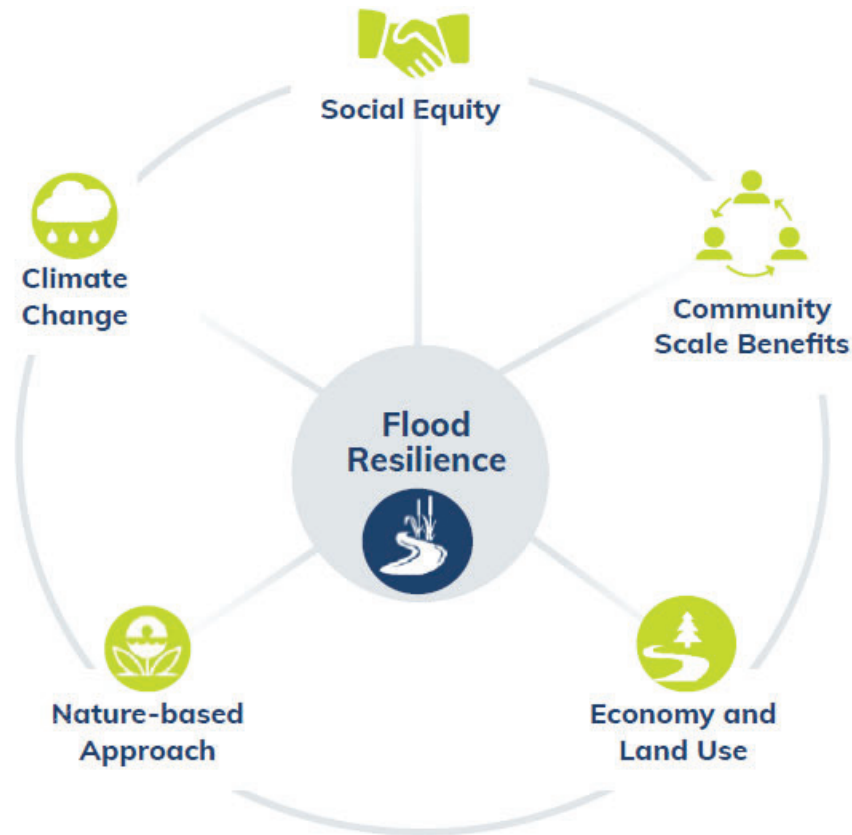 Social Equity
Climate
Change
Community
Scale Benefits
Flood
Resilience
Nature-based
Approach
Economy and
Land Use